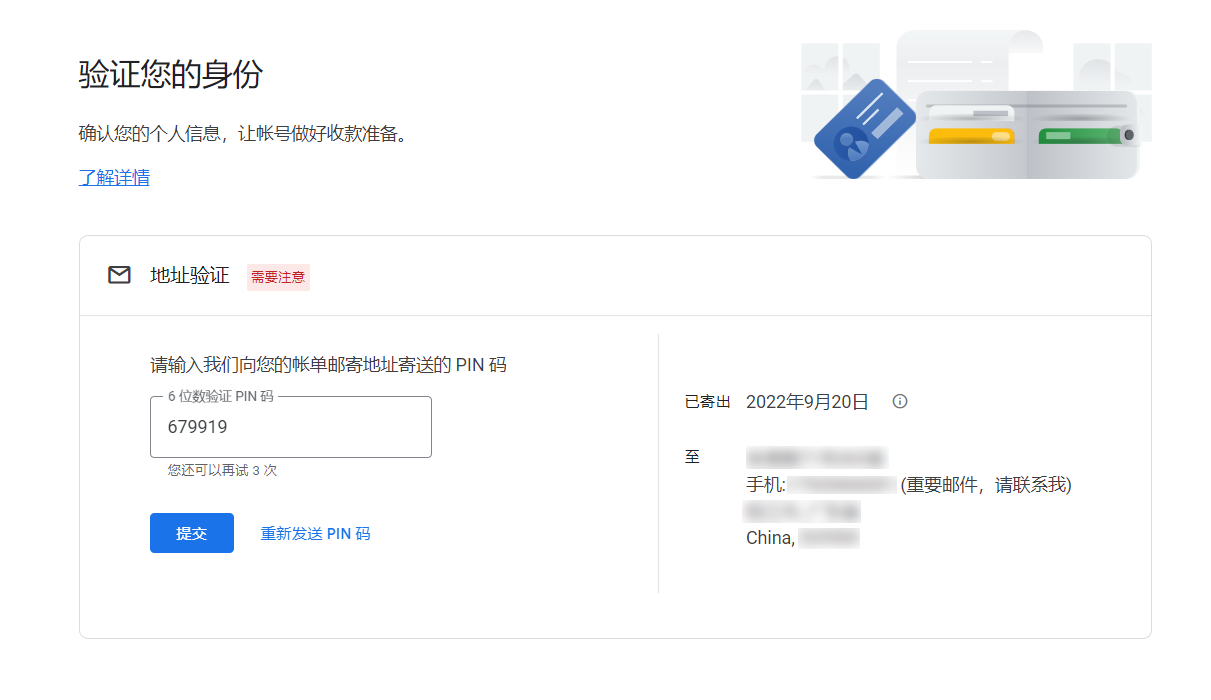 验证您的身份
确认您的个人信息，让帐号做好收款准备。
了解详情
地址验证 需要注意
请输入我们向您的帐单邮寄地址寄送的 PIN 码
6 位数验证 PIN 码
679919
您还可以再试 3 次
提交 重新发送 PIN 码
已寄出 2022年9月20日
至
手机: (重要邮件，请联系我)
China,